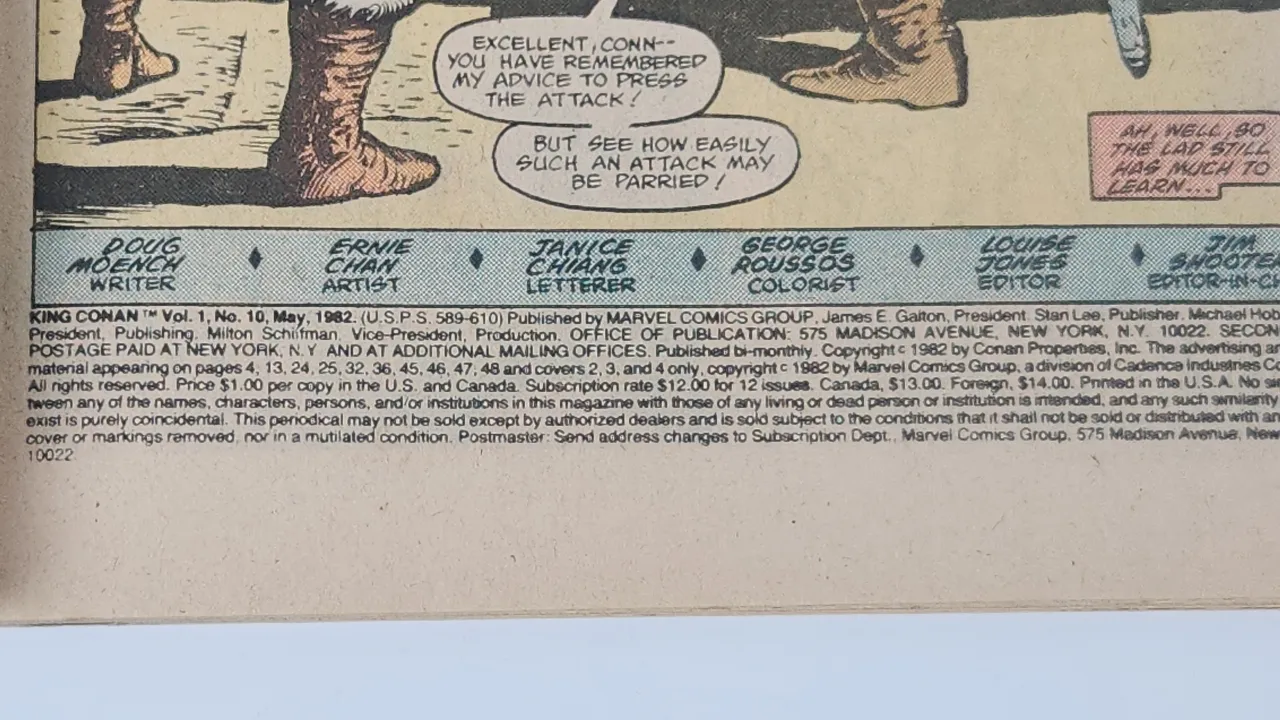 EXCELLENT, CONN--
YOU HAVE REMEMBERED
MY ADVICE TO PRESS
THE ATTACK!
BUT SEE HOW EASILY
SUCH AN ATTACK MAY
BE PARRIED!
AH, WELL, SO
THE LAD STILL
HAS MUCH TO
LEARN...
DOUG
MOENCH
WRITER
ERNIE
CHAN
ARTIST
JANICE
CHIANG
LETTERER
GEORGE
ROUSSOS
COLORIST
LOUISE
JONES
EDITOR
JIM
SHOOTER
EDITOR-IN-CH
KING CONAN™ Vol. 1, No. 10, May, 1982. (U.S.P.S. 589-610) Published by MARVEL COMICS GROUP, James E. Galton, President. Stan Lee, Publisher. Michael Hob
President, Publishing. Milton Schiffman, Vice-President, Production. OFFICE OF PUBLICATION: 575 MADISON AVENUE, NEW YORK, N.Y. 10022. SECON
POSTAGE PAID AT NEW YORK, N.Y. AND AT ADDITIONAL MAILING OFFICES. Published bi-monthly. Copyright © 1982 by Conan Properties, Inc. The advertising an
material appearing on pages 4, 13, 24, 25, 32, 36, 45, 46, 47, 48 and covers 2, 3, and 4 only, copyright © 1982 by Marvel Comics Group, a division of Cadence Industries Co
All rights reserved. Price $1.00 per copy in the U.S. and Canada. Subscription rate $12.00 for 12 issues. Canada, $13.00. Foreign, $14.00. Printed in the U.S.A. No si
tween any of the names, characters, persons, and/or institutions in this magazine with those of any living or dead person or institution is intended, and any such similarity
exist is purely coincidental. This periodical may not be sold except by authorized dealers and is sold subject to the conditions that it shall not be sold or distributed with an
cover or markings removed, nor in a mutilated condition. Postmaster: Send address changes to Subscription Dept., Marvel Comics Group, 575 Madison Avenue, New
10022